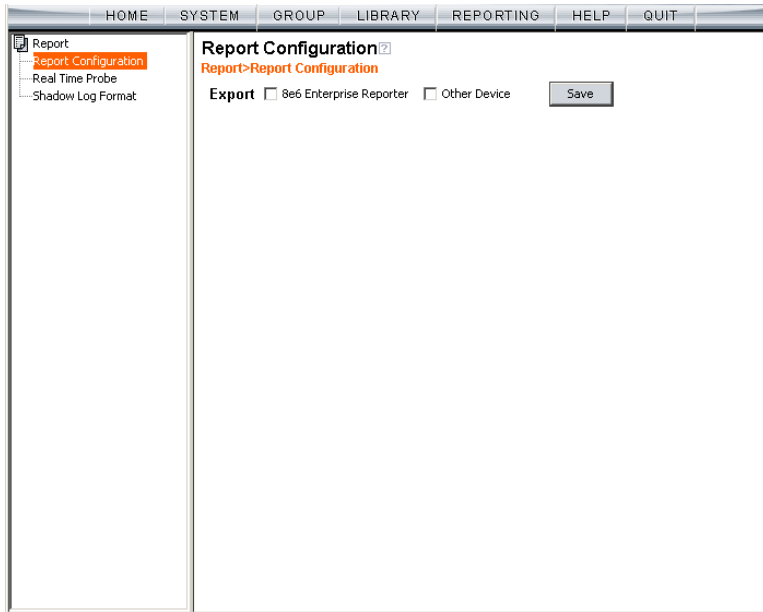 HOME SYSTEM GROUP LIBRARY REPORTING HELP QUIT
Report
Report Configuration
Real Time Probe
Shadow Log Format
Report Configuration?
Report>Report Configuration
Export 8e6 Enterprise Reporter Other Device Save